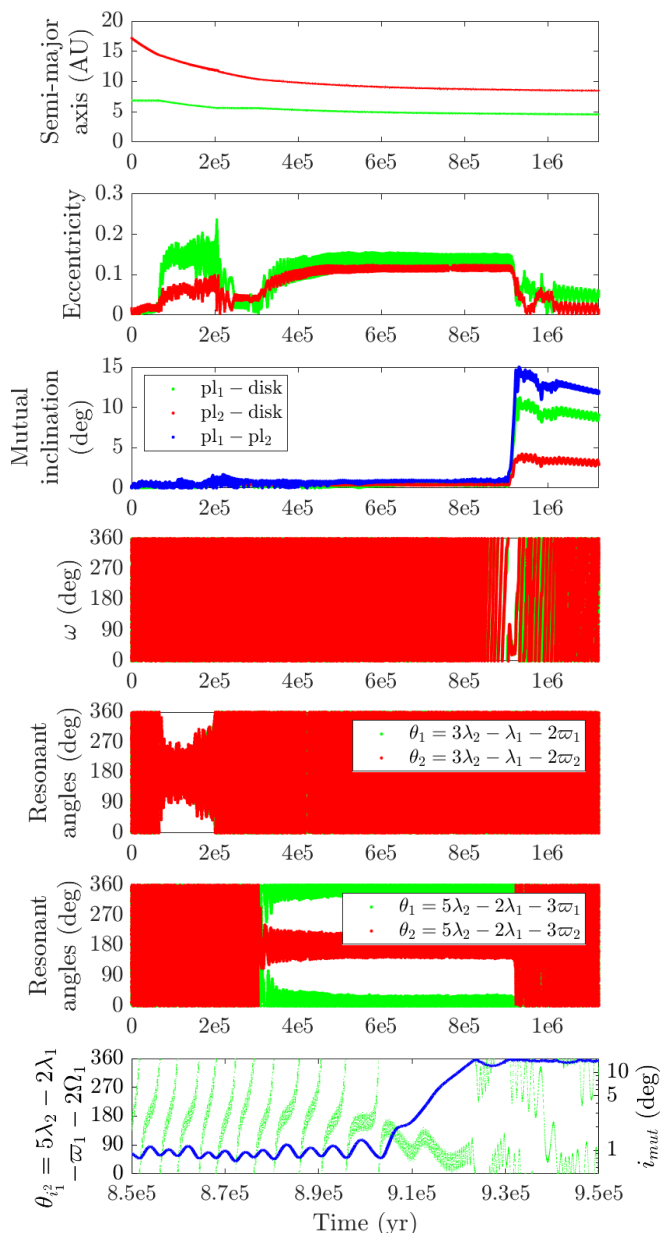 Semi-major
axis (AU)
20
15
10
5
0
0 2e5 4e5 6e5 8e5 1e6
Eccentricity
0.3
0.2
0.1
0
0 2e5 4e5 6e5 8e5 1e6
Mutual
inclination
(deg)
15
10
5
0
pl₁ − disk
pl₂ − disk
pl₁ − pl₂
0 2e5 4e5 6e5 8e5 1e6
ω (deg)
360
270
180
90
0
0 2e5 4e5 6e5 8e5 1e6
Resonant
angles (deg)
360
270
180
90
0
θ₁ = 3λ₂ − λ₁ − 2ϖ₁
θ₂ = 3λ₂ − λ₁ − 2ϖ₂
0 2e5 4e5 6e5 8e5 1e6
Resonant
angles (deg)
360
270
180
90
0
θ₁ = 5λ₂ − 2λ₁ − 3ϖ₁
θ₂ = 5λ₂ − 2λ₁ − 3ϖ₂
0 2e5 4e5 6e5 8e5 1e6
θ_{i₁²} = 5λ₂ − 2λ₁
− ϖ₁ − 2Ω₁
360
270
180
90
0
10
5
2
1
i_{mut} (deg)
8.5e5 8.7e5 8.9e5 9.1e5 9.3e5 9.5e5
Time (yr)